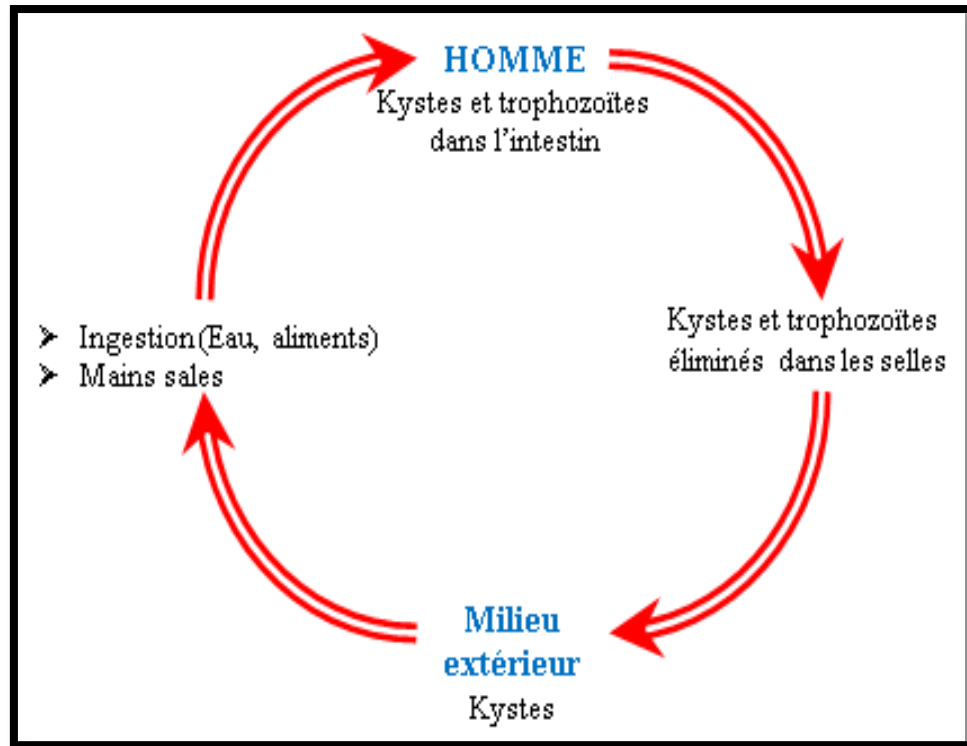 HOMME
Kystes et trophozoïtes
dans l'intestin
Kystes et trophozoïtes
éliminés dans les selles
Milieu
extérieur
Kystes
➤ Ingestion(Eau, aliments)
➤ Mains sales